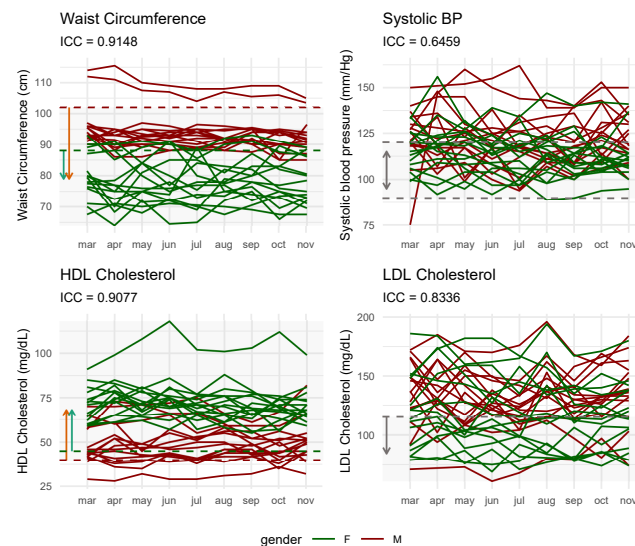 Waist Circumference
ICC = 0.9148
Waist Circumference (cm)
110
100
90
80
70
mar apr may jun jul aug sep oct nov
Systolic BP
ICC = 0.6459
Systolic blood pressure (mm/Hg)
150
125
100
75
mar apr may jun jul aug sep oct nov
HDL Cholesterol
ICC = 0.9077
HDL Cholesterol (mg/dL)
100
75
50
25
mar apr may jun jul aug sep oct nov
LDL Cholesterol
ICC = 0.8336
LDL Cholesterol (mg/dL)
200
150
100
mar apr may jun jul aug sep oct nov
gender F M